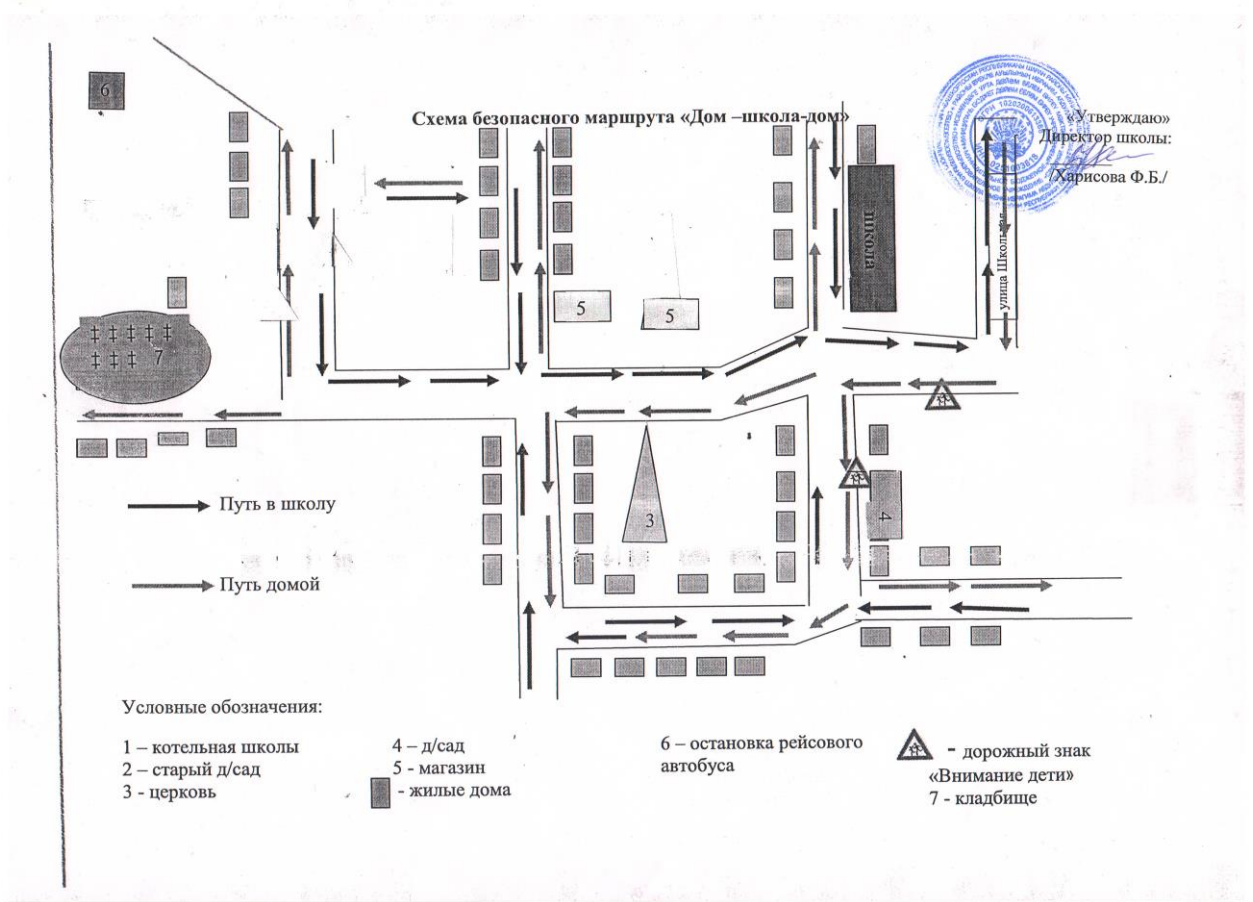 6
Схема безопасного маршрута «Дом –школа-дом»
«Утверждаю»
Директор школы:
/Харисова Ф.Б./
школа
улица Школьная
5
5
7
3
4
Путь в школу
Путь домой
Условные обозначения:
1 – котельная школы
2 – старый д/сад
3 - церковь
4 – д/сад
5 - магазин
- жилые дома
6 – остановка рейсового
автобуса
- дорожный знак
«Внимание дети»
7 - кладбище